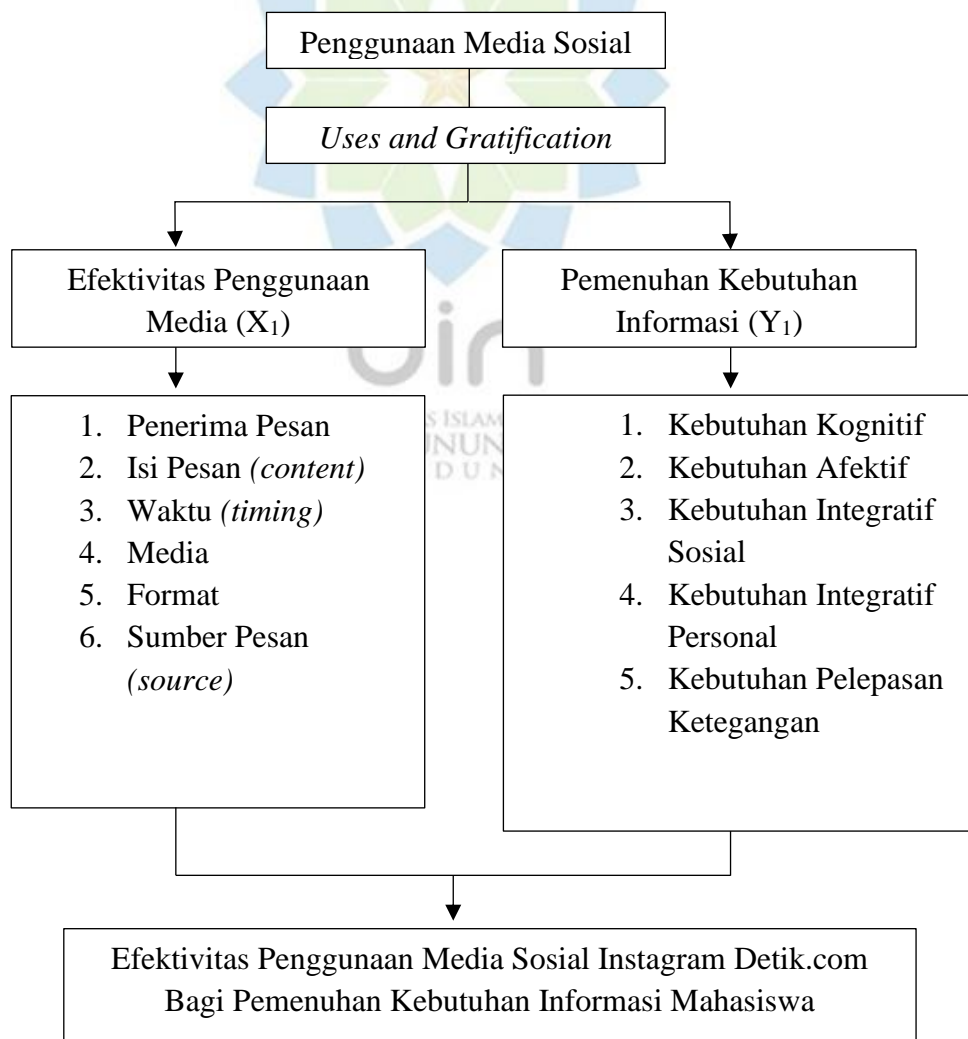 Penggunaan Media Sosial
Uses and Gratification
Efektivitas Penggunaan
Media (X₁)
Pemenuhan Kebutuhan
Informasi (Y₁)
1. Penerima Pesan
2. Isi Pesan (content)
3. Waktu (timing)
4. Media
5. Format
6. Sumber Pesan
(source)
uin
S ISLAM
UNUN
D U N
1. Kebutuhan Kognitif
2. Kebutuhan Afektif
3. Kebutuhan Integratif
Sosial
4. Kebutuhan Integratif
Personal
5. Kebutuhan Pelepasan
Ketegangan
Efektivitas Penggunaan Media Sosial Instagram Detik.com
Bagi Pemenuhan Kebutuhan Informasi Mahasiswa